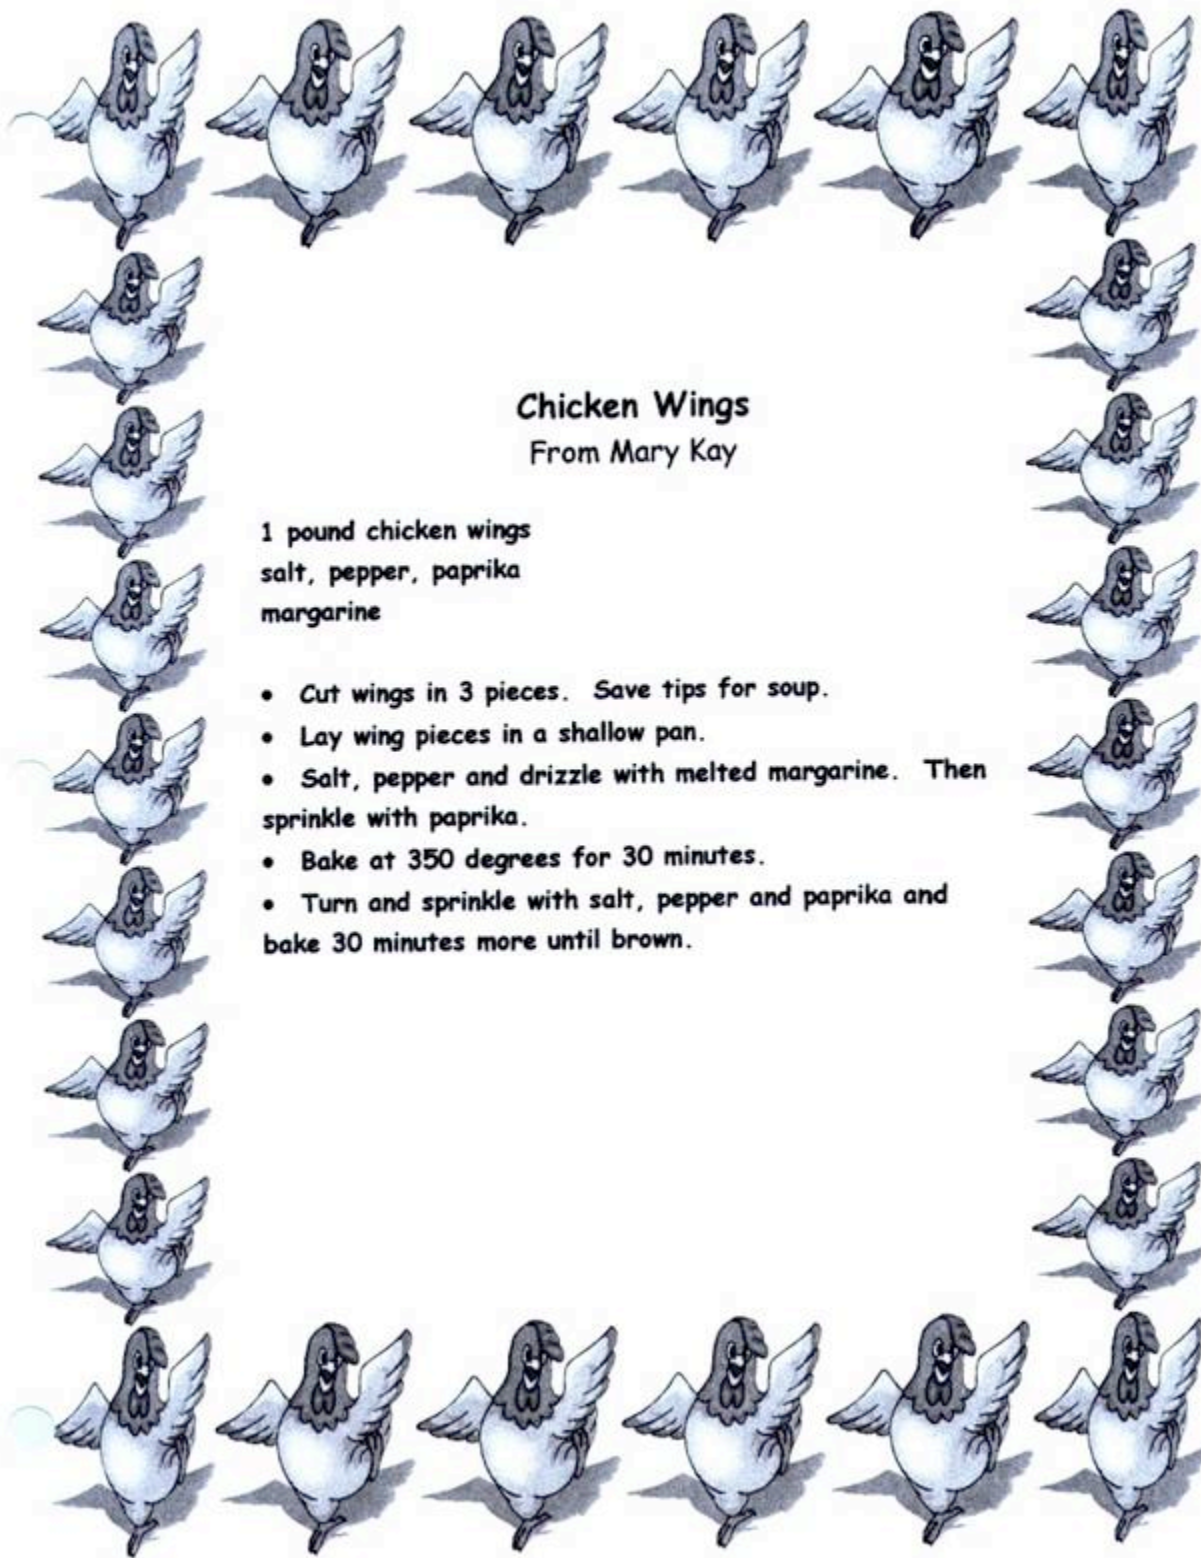 Chicken Wings
From Mary Kay
1 pound chicken wings
salt, pepper, paprika
margarine
• Cut wings in 3 pieces.  Save tips for soup.
• Lay wing pieces in a shallow pan.
• Salt, pepper and drizzle with melted margarine.  Then
sprinkle with paprika.
• Bake at 350 degrees for 30 minutes.
• Turn and sprinkle with salt, pepper and paprika and
bake 30 minutes more until brown.